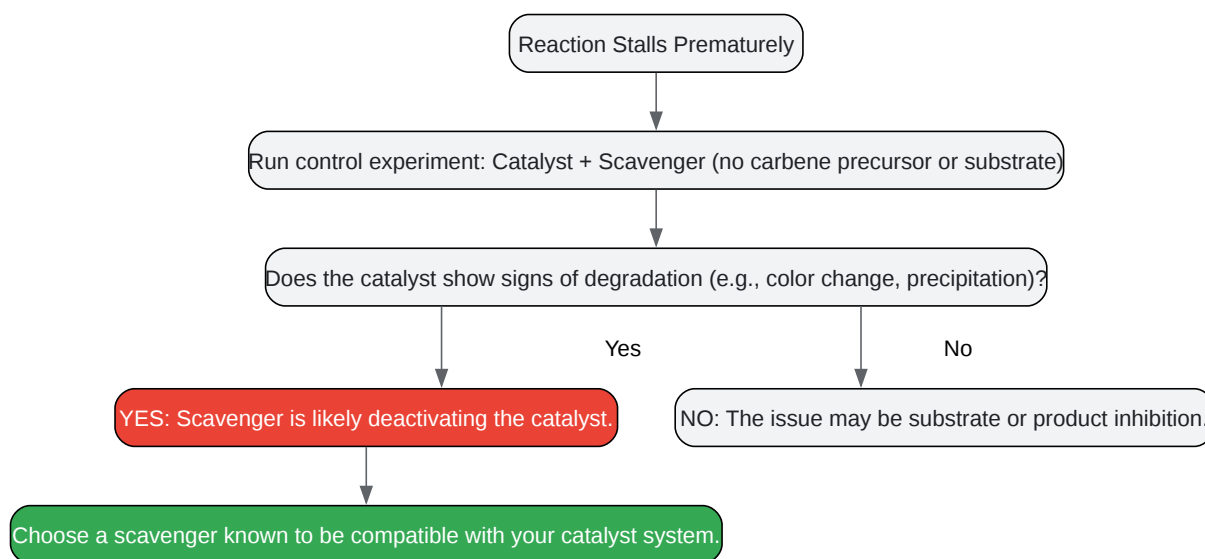 Reaction Stalls Prematurely
Run control experiment: Catalyst + Scavenger (no carbene precursor or substrate)
Does the catalyst show signs of degradation (e.g., color change, precipitation)?
Yes
No
YES: Scavenger is likely deactivating the catalyst.
NO: The issue may be substrate or product inhibition.
Choose a scavenger known to be compatible with your catalyst system.